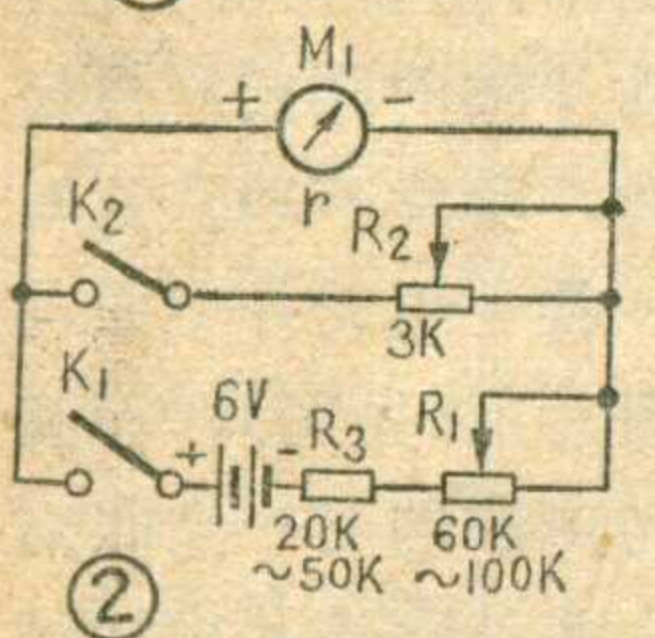 M1
+ -
r
K2
R2
3K
K1
6V
R1
+ - R3
20K 60K
~50K ~100K
2